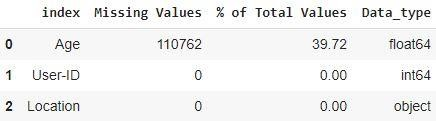 index Missing Values % of Total Values Data_type
0 Age 110762 39.72 float64
1 User-ID 0 0.00 int64
2 Location 0 0.00 object